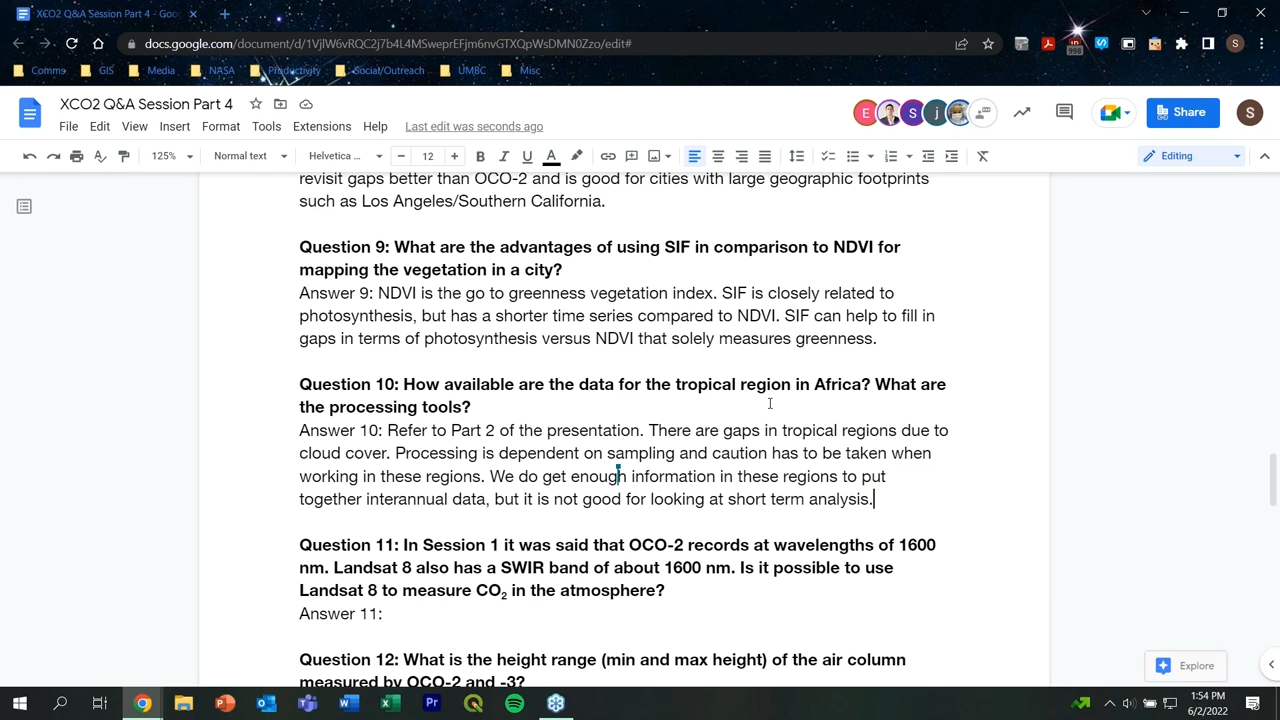 XCO2 Q&A Session Part 4 - Goo
docs.google.com/document/d/1VjlW6vRQC2j7b4L4MSweprEFjm6nvGTXQpWsDMN0Zzo/edit#
998
S
Comms
GIS
Media
NASA
Productivity
Social/Outreach
UMBC
Misc
XCO2 Q&A Session Part 4
E
S
j
Share
S
File Edit View Insert Format Tools Extensions Help Last edit was seconds ago
125% Normal text Helvetica ... 12 B I U A Editing
revisit gaps better than OCO-2 and is good for cities with large geographic footprints
such as Los Angeles/Southern California.
Question 9: What are the advantages of using SIF in comparison to NDVI for
mapping the vegetation in a city?
Answer 9: NDVI is the go to greenness vegetation index. SIF is closely related to
photosynthesis, but has a shorter time series compared to NDVI. SIF can help to fill in
gaps in terms of photosynthesis versus NDVI that solely measures greenness.
Question 10: How available are the data for the tropical region in Africa? What are
the processing tools?
Answer 10: Refer to Part 2 of the presentation. There are gaps in tropical regions due to
cloud cover. Processing is dependent on sampling and caution has to be taken when
working in these regions. We do get enough information in these regions to put
together interannual data, but it is not good for looking at short term analysis.
Question 11: In Session 1 it was said that OCO-2 records at wavelengths of 1600
nm. Landsat 8 also has a SWIR band of about 1600 nm. Is it possible to use
Landsat 8 to measure CO₂ in the atmosphere?
Answer 11:
Question 12: What is the height range (min and max height) of the air column
measured by OCO-2 and -3?
Explore
1:54 PM
6/2/2022